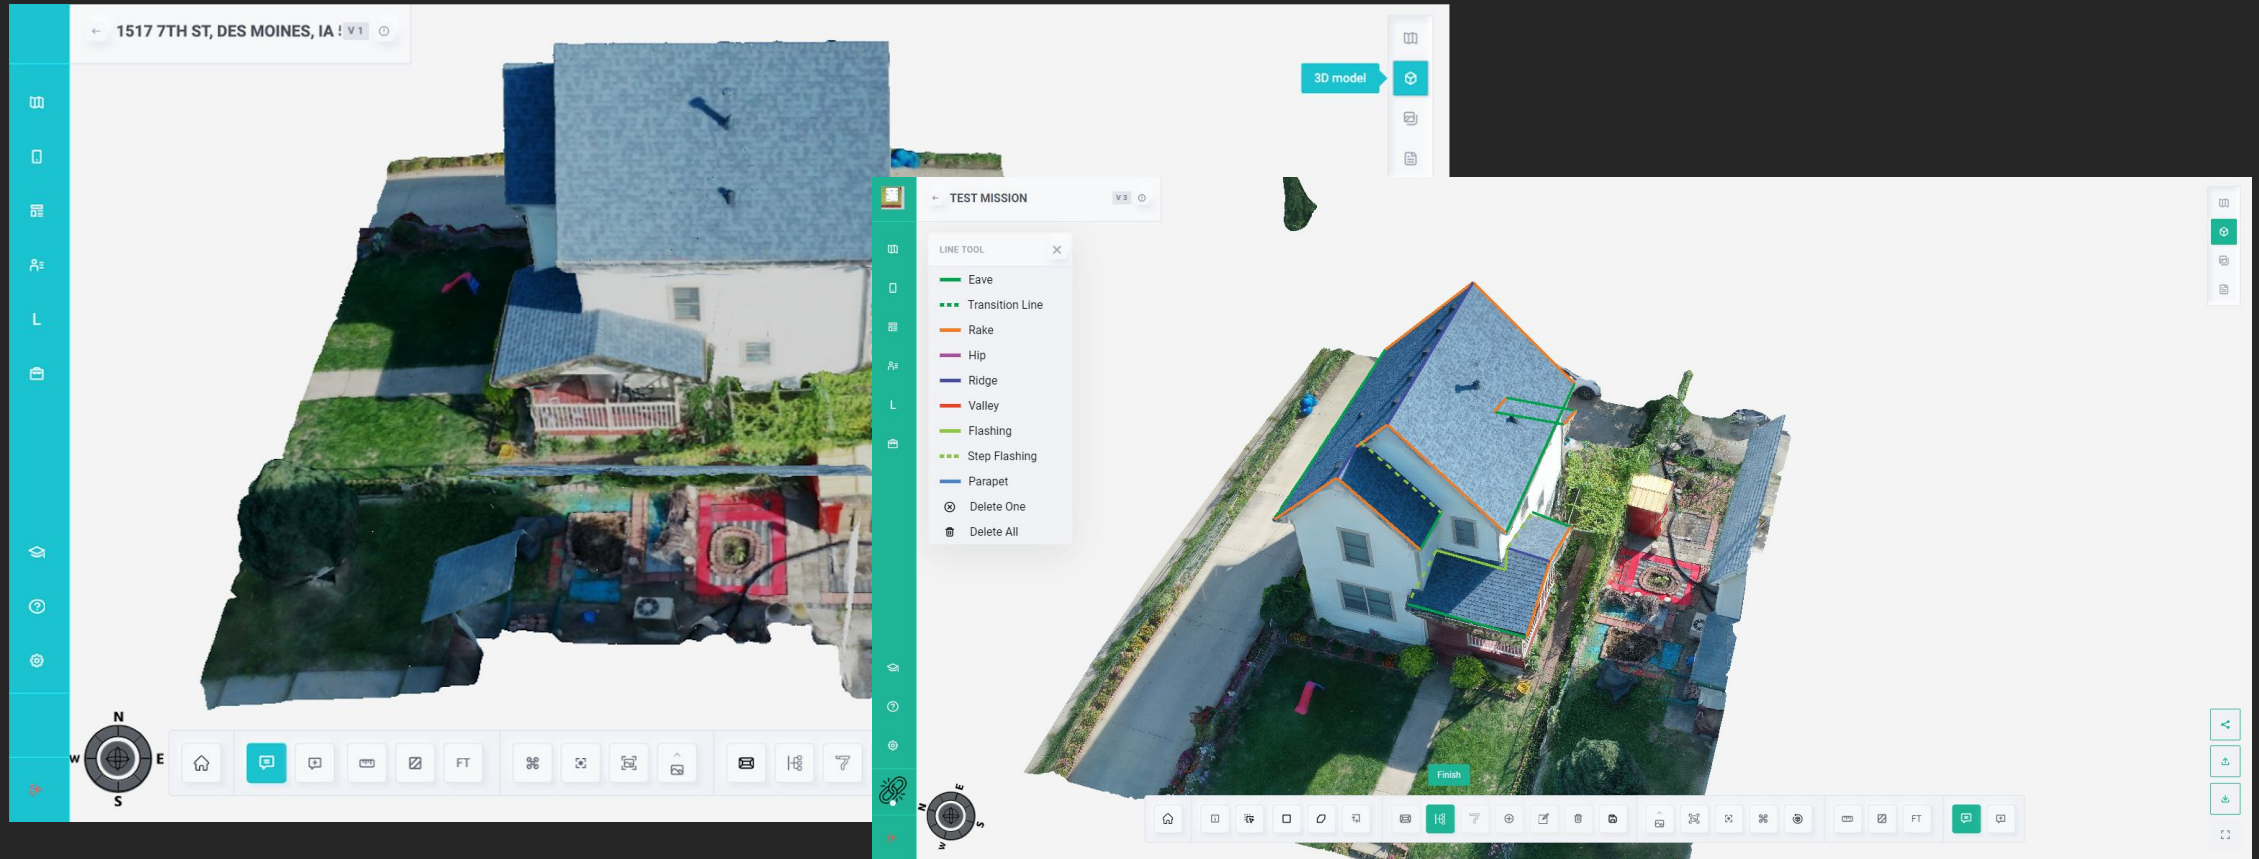 1517 7TH ST, DES MOINES, IA
V 1
3D model
L
N
W
E
S
FT
TEST MISSION
V 3
LINE TOOL
Eave
Transition Line
Rake
Hip
Ridge
Valley
Flashing
Step Flashing
Parapet
Delete One
Delete All
L
Finish
E
N
S
W
FT